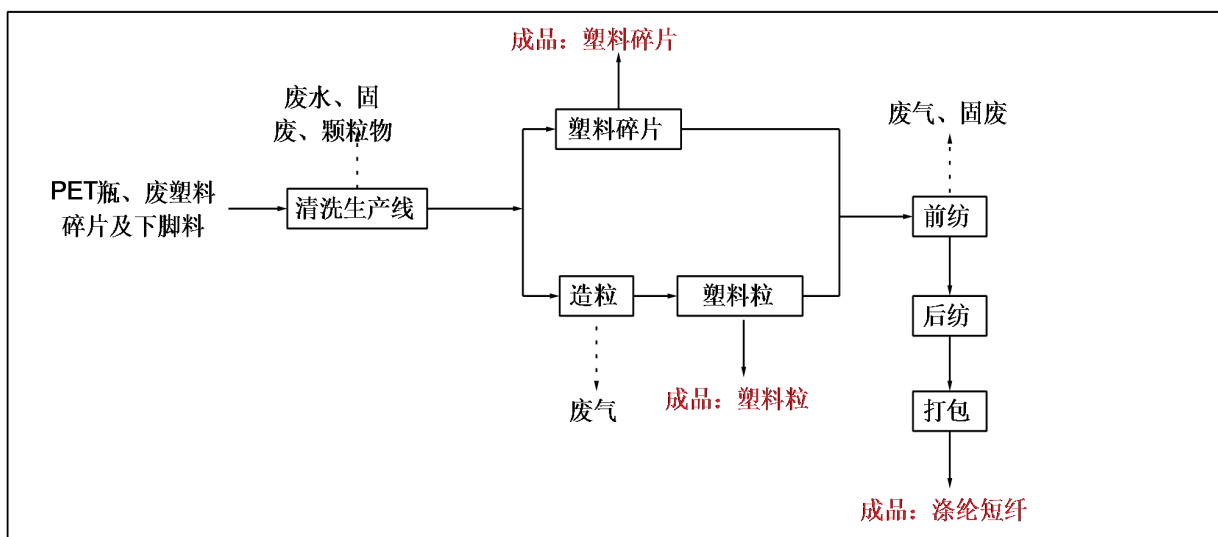 成品：塑料碎片
废水、固
废、颗粒物
塑料碎片
废气、固废
PET瓶、废塑料
碎片及下脚料
清洗生产线
前纺
造粒
塑料粒
后纺
废气
成品：塑料粒
打包
成品：涤纶短纤